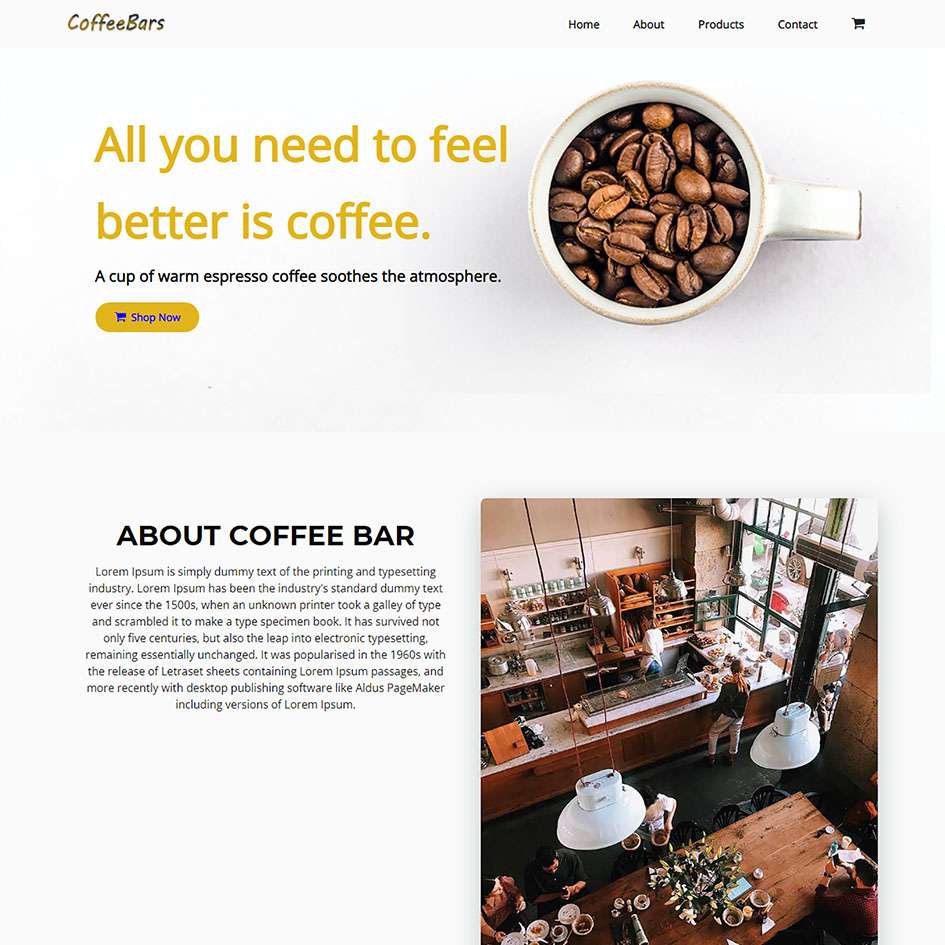 CoffeeBars
Home About Products Contact
All you need to feel
better is coffee.
A cup of warm espresso coffee soothes the atmosphere.
Shop Now
ABOUT COFFEE BAR
Lorem Ipsum is simply dummy text of the printing and typesetting
industry. Lorem Ipsum has been the industry's standard dummy text
ever since the 1500s, when an unknown printer took a galley of type
and scrambled it to make a type specimen book. It has survived not
only five centuries, but also the leap into electronic typesetting,
remaining essentially unchanged. It was popularised in the 1960s with
the release of Letraset sheets containing Lorem Ipsum passages, and
more recently with desktop publishing software like Aldus PageMaker
including versions of Lorem Ipsum.